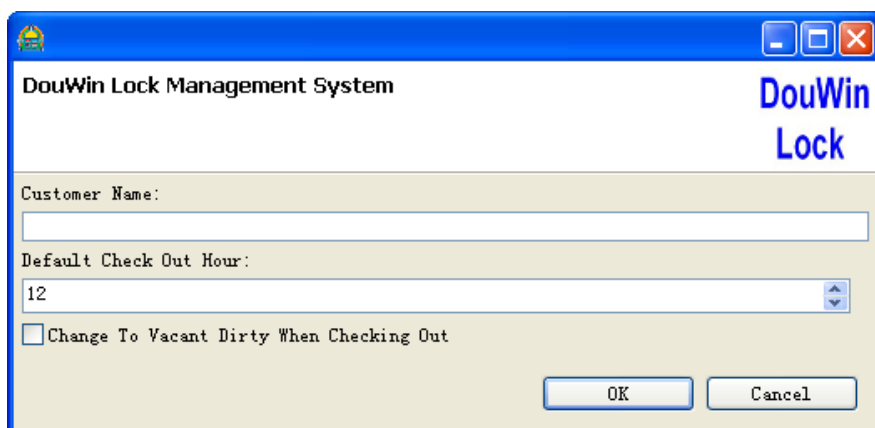 DouWin Lock Management System
DouWin
Lock
Customer Name:
Default Check Out Hour:
12
Change To Vacant Dirty When Checking Out
OK
Cancel